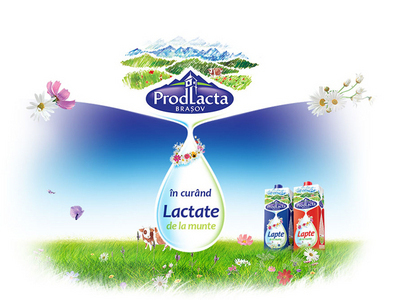 ProdLacta
BRAȘOV
în curând
Lactate
de la munte
Lapte
Lapte